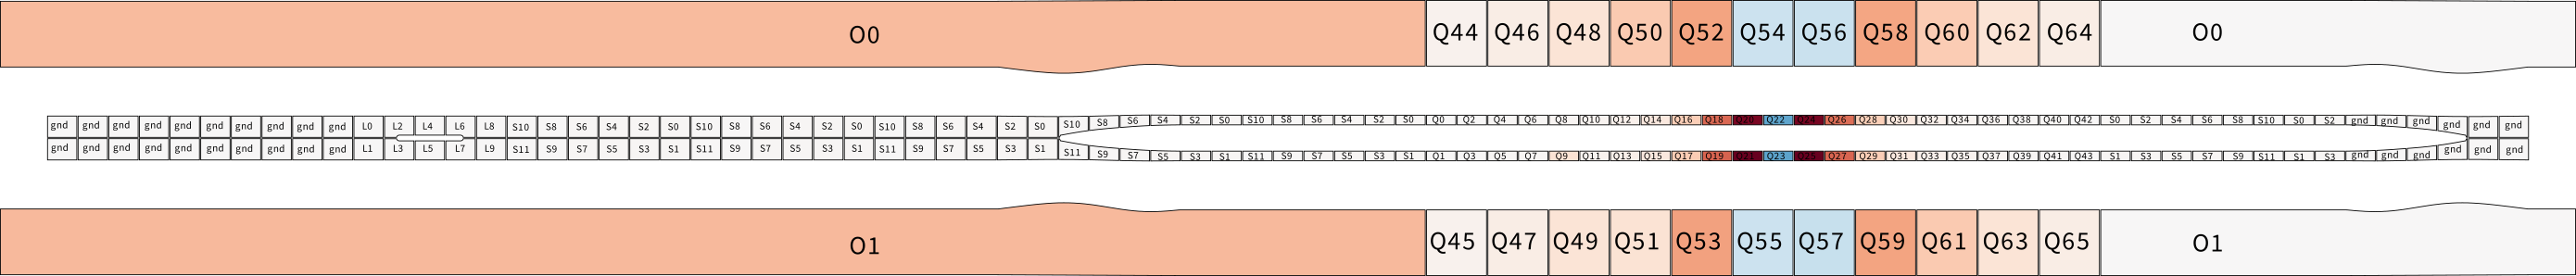 O0 Q44 Q46 Q48 Q50 Q52 Q54 Q56 Q58 Q60 Q62 Q64 O0
gnd gnd gnd gnd gnd gnd gnd gnd gnd gnd L0 L2 L4 L6 L8 S10 S8 S6 S4 S2 S0 S10 S8 S6 S4 S2 S0 S10 S8 S6 S4 S2 S0 S10 S8 S6 S4 S2 S0 S10 S8 S6 S4 S2 S0 Q0 Q2 Q4 Q6 Q8 Q10 Q12 Q14 Q16 Q18 Q20 Q22 Q24 Q26 Q28 Q30 Q32 Q34 Q36 Q38 Q40 Q42 S0 S2 S4 S6 S8 S10 S0 S2 gnd gnd gnd gnd gnd gnd
gnd gnd gnd gnd gnd gnd gnd gnd gnd gnd L1 L3 L5 L7 L9 S11 S9 S7 S5 S3 S1 S11 S9 S7 S5 S3 S1 S11 S9 S7 S5 S3 S1 S11 S9 S7 S5 S3 S1 S11 S9 S7 S5 S3 S1 Q1 Q3 Q5 Q7 Q9 Q11 Q13 Q15 Q17 Q19 Q21 Q23 Q25 Q27 Q29 Q31 Q33 Q35 Q37 Q39 Q41 Q43 S1 S3 S5 S7 S9 S11 S1 S3 gnd gnd gnd gnd gnd gnd
O1 Q45 Q47 Q49 Q51 Q53 Q55 Q57 Q59 Q61 Q63 Q65 O1